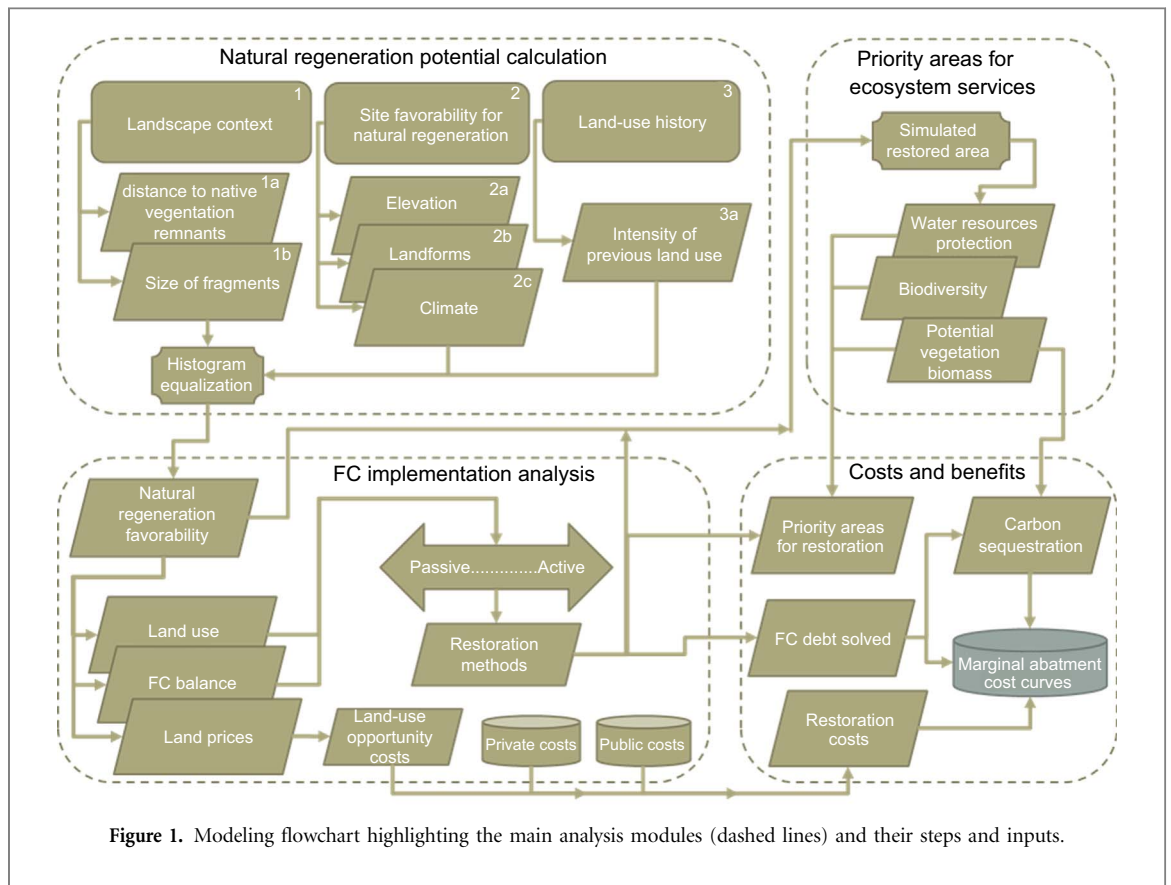 Natural regeneration potential calculation
1
Landscape context
1a
distance to native
vegentation
remnants
1b
Size of fragments
2
Site favorability for
natural regeneration
2a
Elevation
2b
Landforms
2c
Climate
3
Land-use history
3a
Intensity of
previous land use
Histogram
equalization
Priority areas for
ecosystem services
Simulated
restored area
Water resources
protection
Biodiversity
Potential
vegetation
biomass
FC implementation analysis
Natural
regeneration
favorability
Land use
FC balance
Land prices
Passive..............Active
Restoration
methods
Land-use
opportunity
costs
Private costs
Public costs
Costs and benefits
Priority areas
for restoration
Carbon
sequestration
FC debt solved
Marginal abatment
cost curves
Restoration
costs
Figure 1. Modeling flowchart highlighting the main analysis modules (dashed lines) and their steps and inputs.